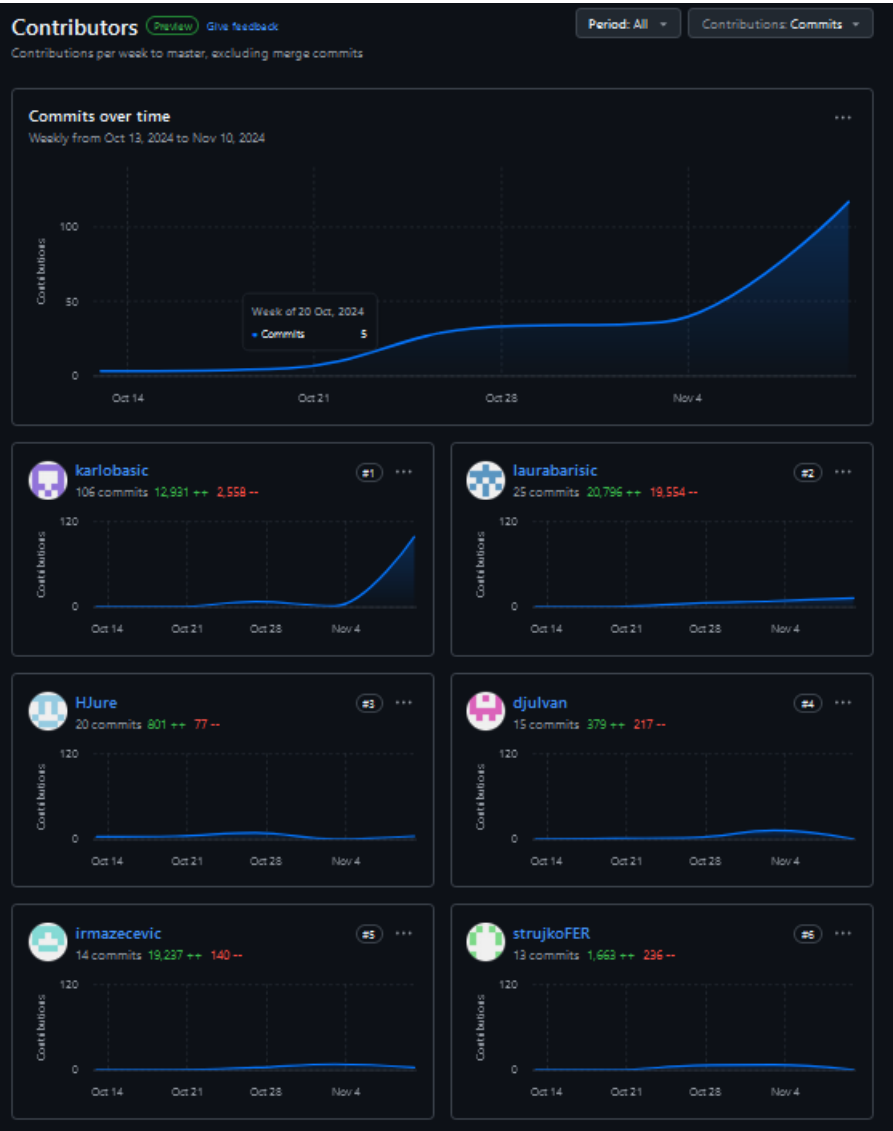 Contributors Preview Give feedback
Period: All
Contributions: Commits
Contributions per week to master, excluding merge commits
Commits over time
Weekly from Oct 13, 2024 to Nov 10, 2024
Contributions
100
50
0
Week of 20 Oct, 2024
Commits 5
Oct 14 Oct 21 Oct 28 Nov 4
karlobasic #1
106 commits 12,931 ++ 2,558 --
Contributions
120
0
Oct 14 Oct 21 Oct 28 Nov 4
laurabarisic #2
25 commits 20,796 ++ 19,554 --
Contributions
120
0
Oct 14 Oct 21 Oct 28 Nov 4
HJure #3
20 commits 801 ++ 77 --
Contributions
120
0
Oct 14 Oct 21 Oct 28 Nov 4
djulvan #4
15 commits 379 ++ 217 --
Contributions
120
0
Oct 14 Oct 21 Oct 28 Nov 4
irmazecevic #5
14 commits 19,237 ++ 140 --
Contributions
120
0
Oct 14 Oct 21 Oct 28 Nov 4
strujkoFER #6
13 commits 1,663 ++ 236 --
Contributions
120
0
Oct 14 Oct 21 Oct 28 Nov 4